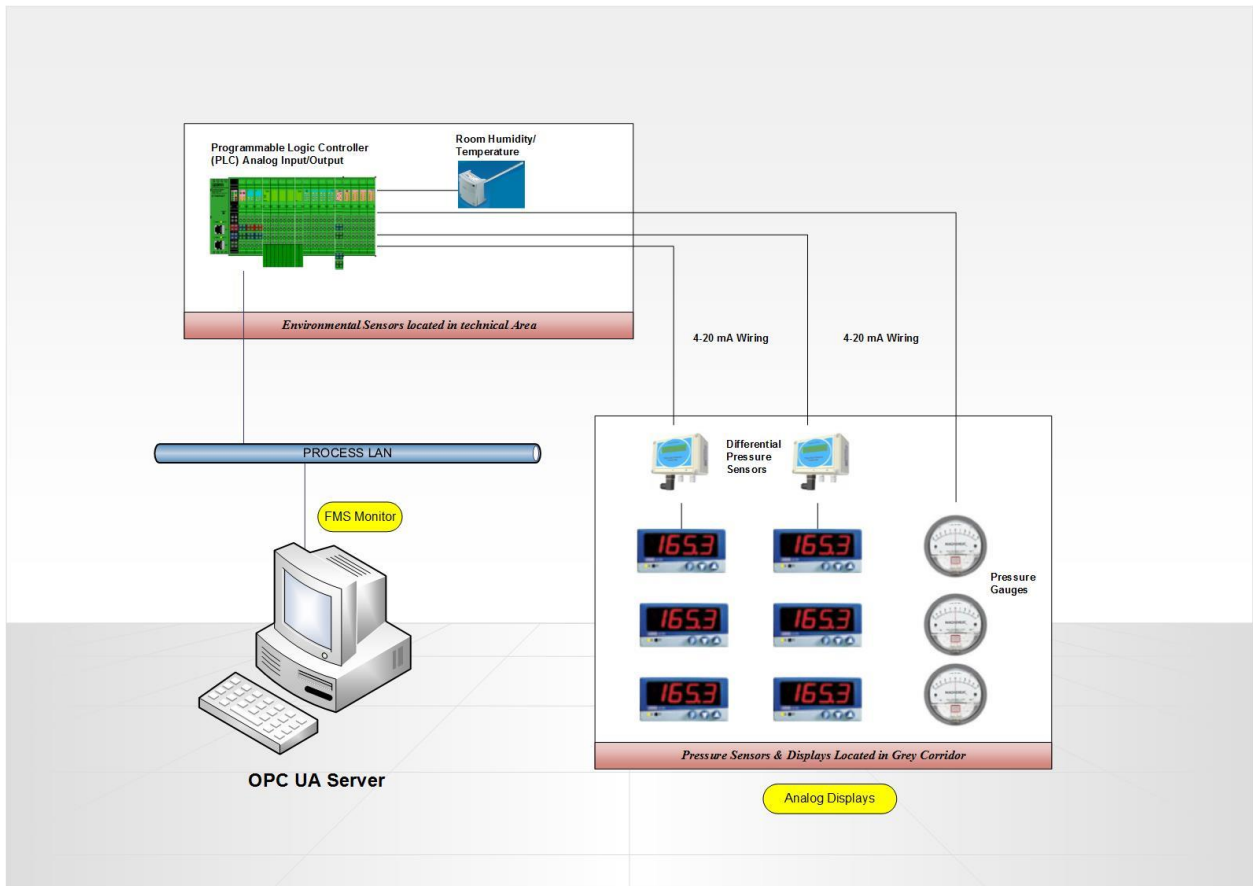 Programmable Logic Controller
(PLC) Analog Input/Output
Room Humidity/
Temperature
Environmental Sensors located in technical Area
4-20 mA Wiring
4-20 mA Wiring
PROCESS LAN
FMS Monitor
OPC UA Server
Differential
Pressure
Sensors
165.3
165.3
165.3
165.3
165.3
165.3
Pressure
Gauges
Pressure Sensors & Displays Located in Grey Corridor
Analog Displays